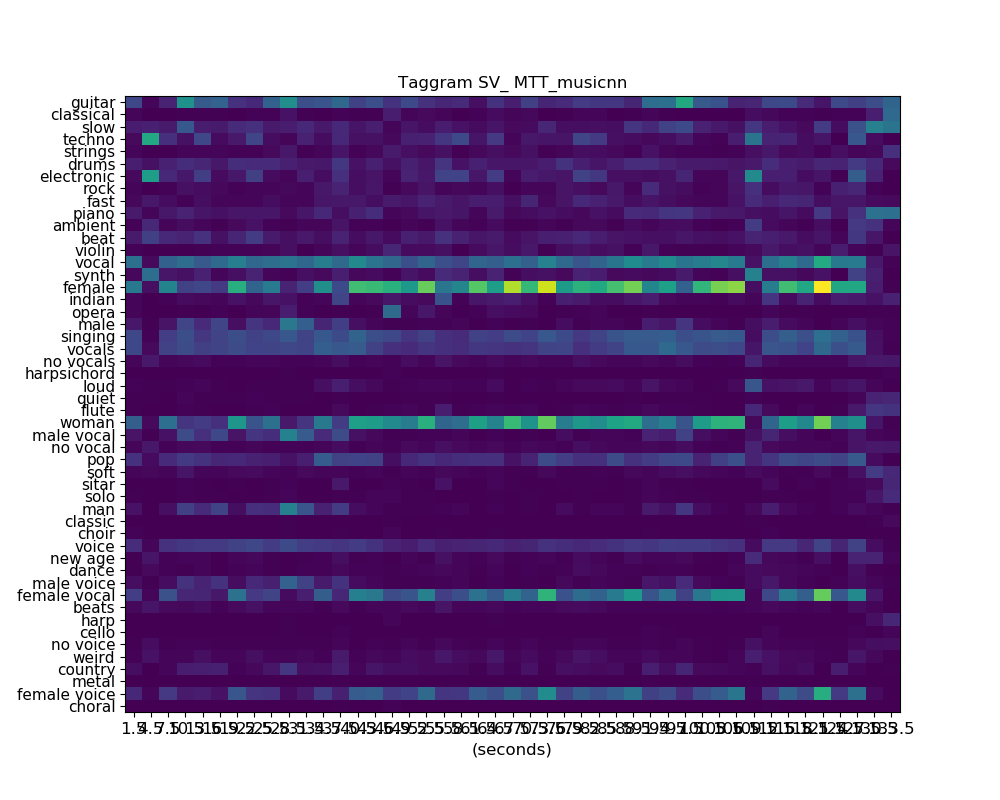 Taggram SV_ MTT_musicnn
guitar
classical
slow
techno
strings
drums
electronic
rock
fast
piano
ambient
beat
violin
vocal
synth
female
indian
opera
male
singing
vocals
no vocals
harpsichord
loud
quiet
flute
woman
male vocal
no vocal
pop
soft
sitar
solo
man
classic
choir
voice
new age
dance
male voice
female vocal
beats
harp
cello
no voice
weird
country
metal
female voice
choral
(seconds)